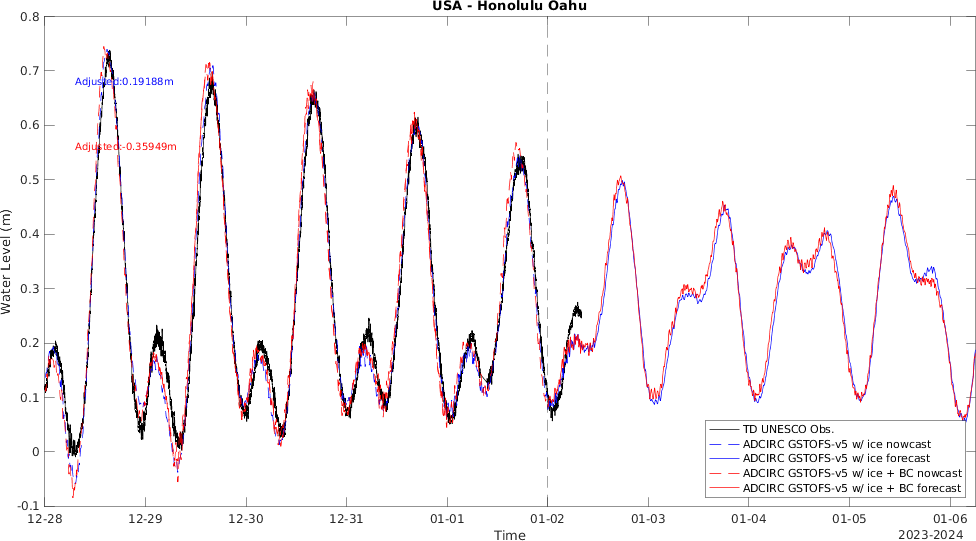 USA - Honolulu Oahu
0.8
0.7
0.6
0.5
0.4
0.3
0.2
0.1
0
-0.1
Water Level (m)
Adjusted:0.19188m
Adjusted:-0.35949m
TD UNESCO Obs.
ADCIRC GSTOFS-v5 w/ ice nowcast
ADCIRC GSTOFS-v5 w/ ice forecast
ADCIRC GSTOFS-v5 w/ ice + BC nowcast
ADCIRC GSTOFS-v5 w/ ice + BC forecast
12-28 12-29 12-30 12-31 01-01 01-02 01-03 01-04 01-05 01-06
Time
2023-2024